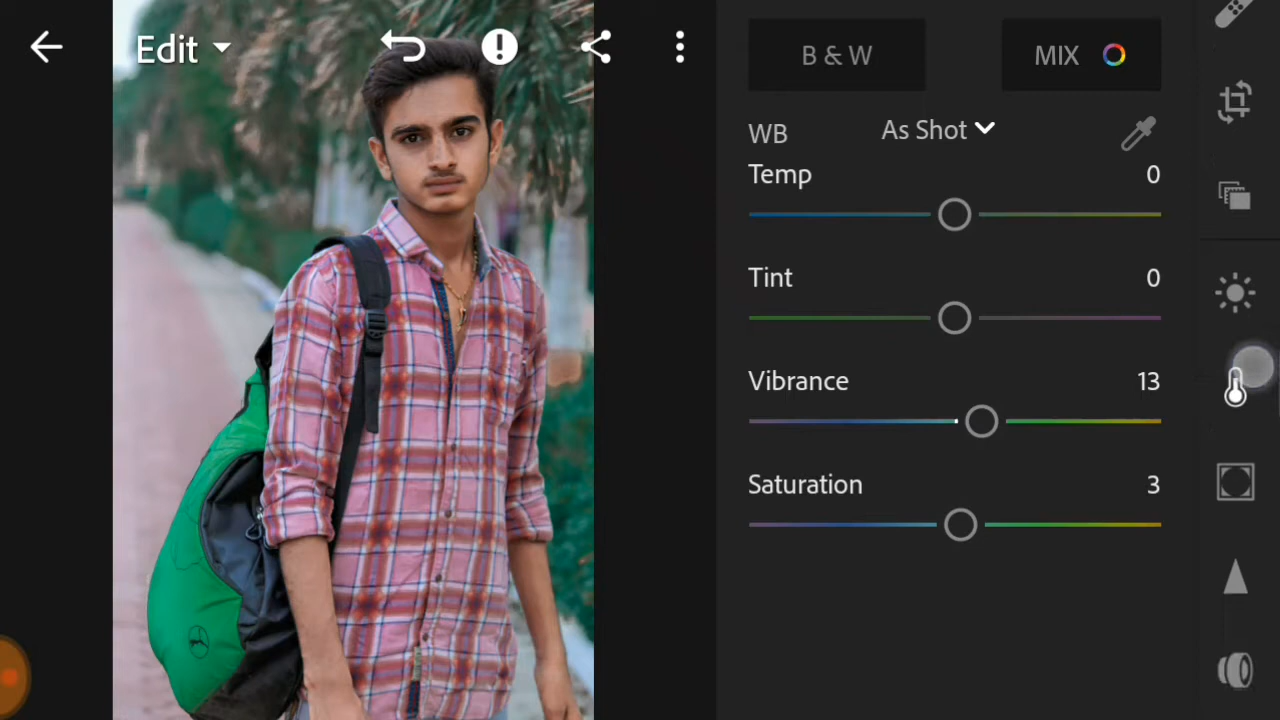 Edit
B & W
MIX
WB
As Shot
Temp
0
Tint
0
Vibrance
13
Saturation
3